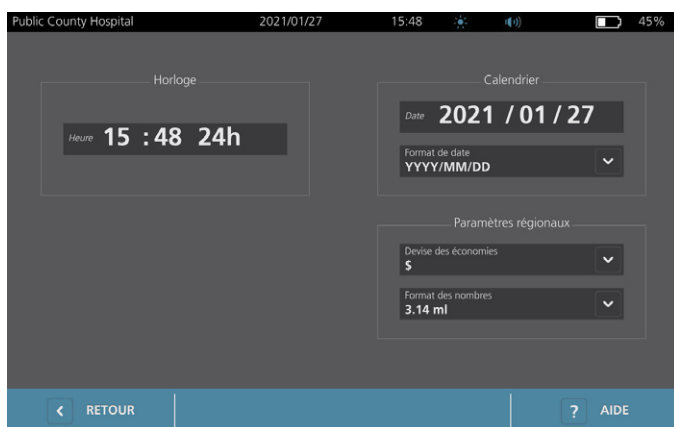 Public County Hospital 2021/01/27 15:48 45%
Horloge
Heure 15 : 48 24h
Calendrier
Date 2021 / 01 / 27
Format de date
YYYY/MM/DD
Paramètres régionaux
Devise des économies
$
Format des nombres
3.14 ml
RETOUR
? AIDE